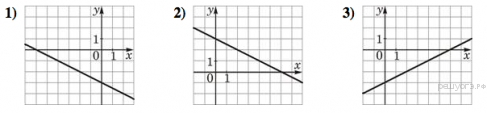 1) y 1 0 1 x
2) y 1 0 1 x
3) y 1 0 1 x
решуогэ.рф